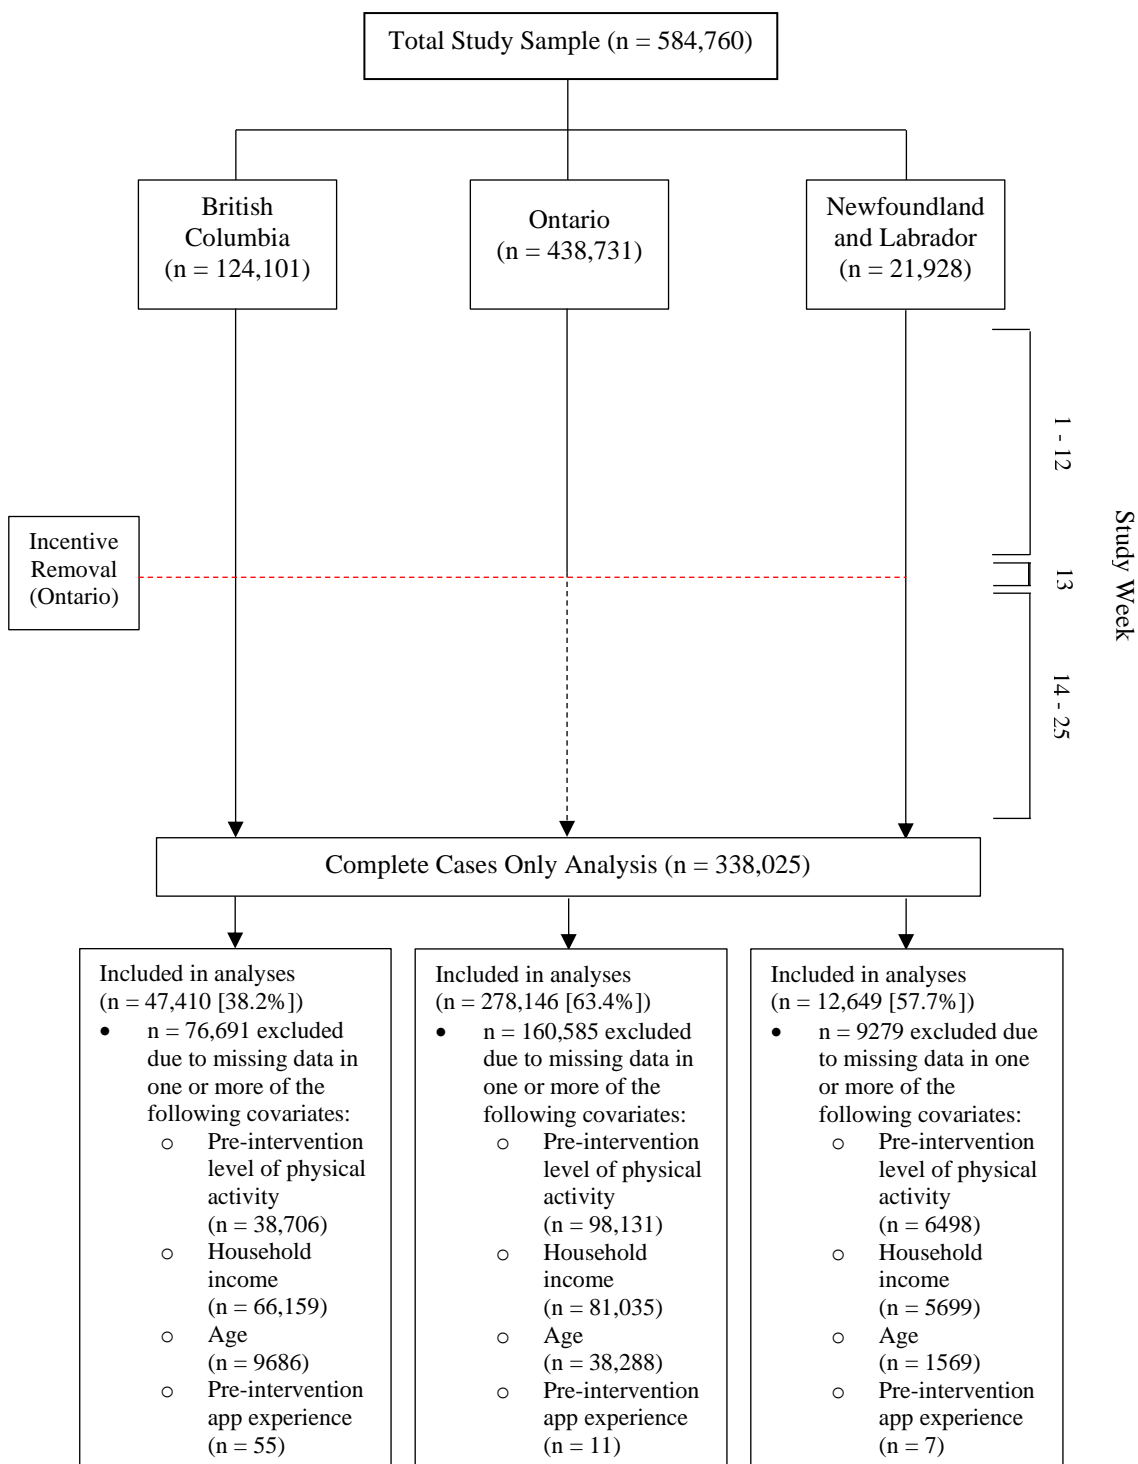 Total Study Sample (n = 584,760)
British
Columbia
(n = 124,101)
Ontario
(n = 438,731)
Newfoundland
and Labrador
(n = 21,928)
1 - 12
Incentive
Removal
(Ontario)
13
Study Week
14 - 25
Complete Cases Only Analysis (n = 338,025)
Included in analyses
(n = 47,410 [38.2%])
• n = 76,691 excluded
due to missing data in
one or more of the
following covariates:
o Pre-intervention
level of physical
activity
(n = 38,706)
o Household
income
(n = 66,159)
o Age
(n = 9686)
o Pre-intervention
app experience
(n = 55)
Included in analyses
(n = 278,146 [63.4%])
• n = 160,585 excluded
due to missing data in
one or more of the
following covariates:
o Pre-intervention
level of physical
activity
(n = 98,131)
o Household
income
(n = 81,035)
o Age
(n = 38,288)
o Pre-intervention
app experience
(n = 11)
Included in analyses
(n = 12,649 [57.7%])
• n = 9279 excluded due
to missing data in one
or more of the
following covariates:
o Pre-intervention
level of physical
activity
(n = 6498)
o Household
income
(n = 5699)
o Age
(n = 1569)
o Pre-intervention
app experience
(n = 7)